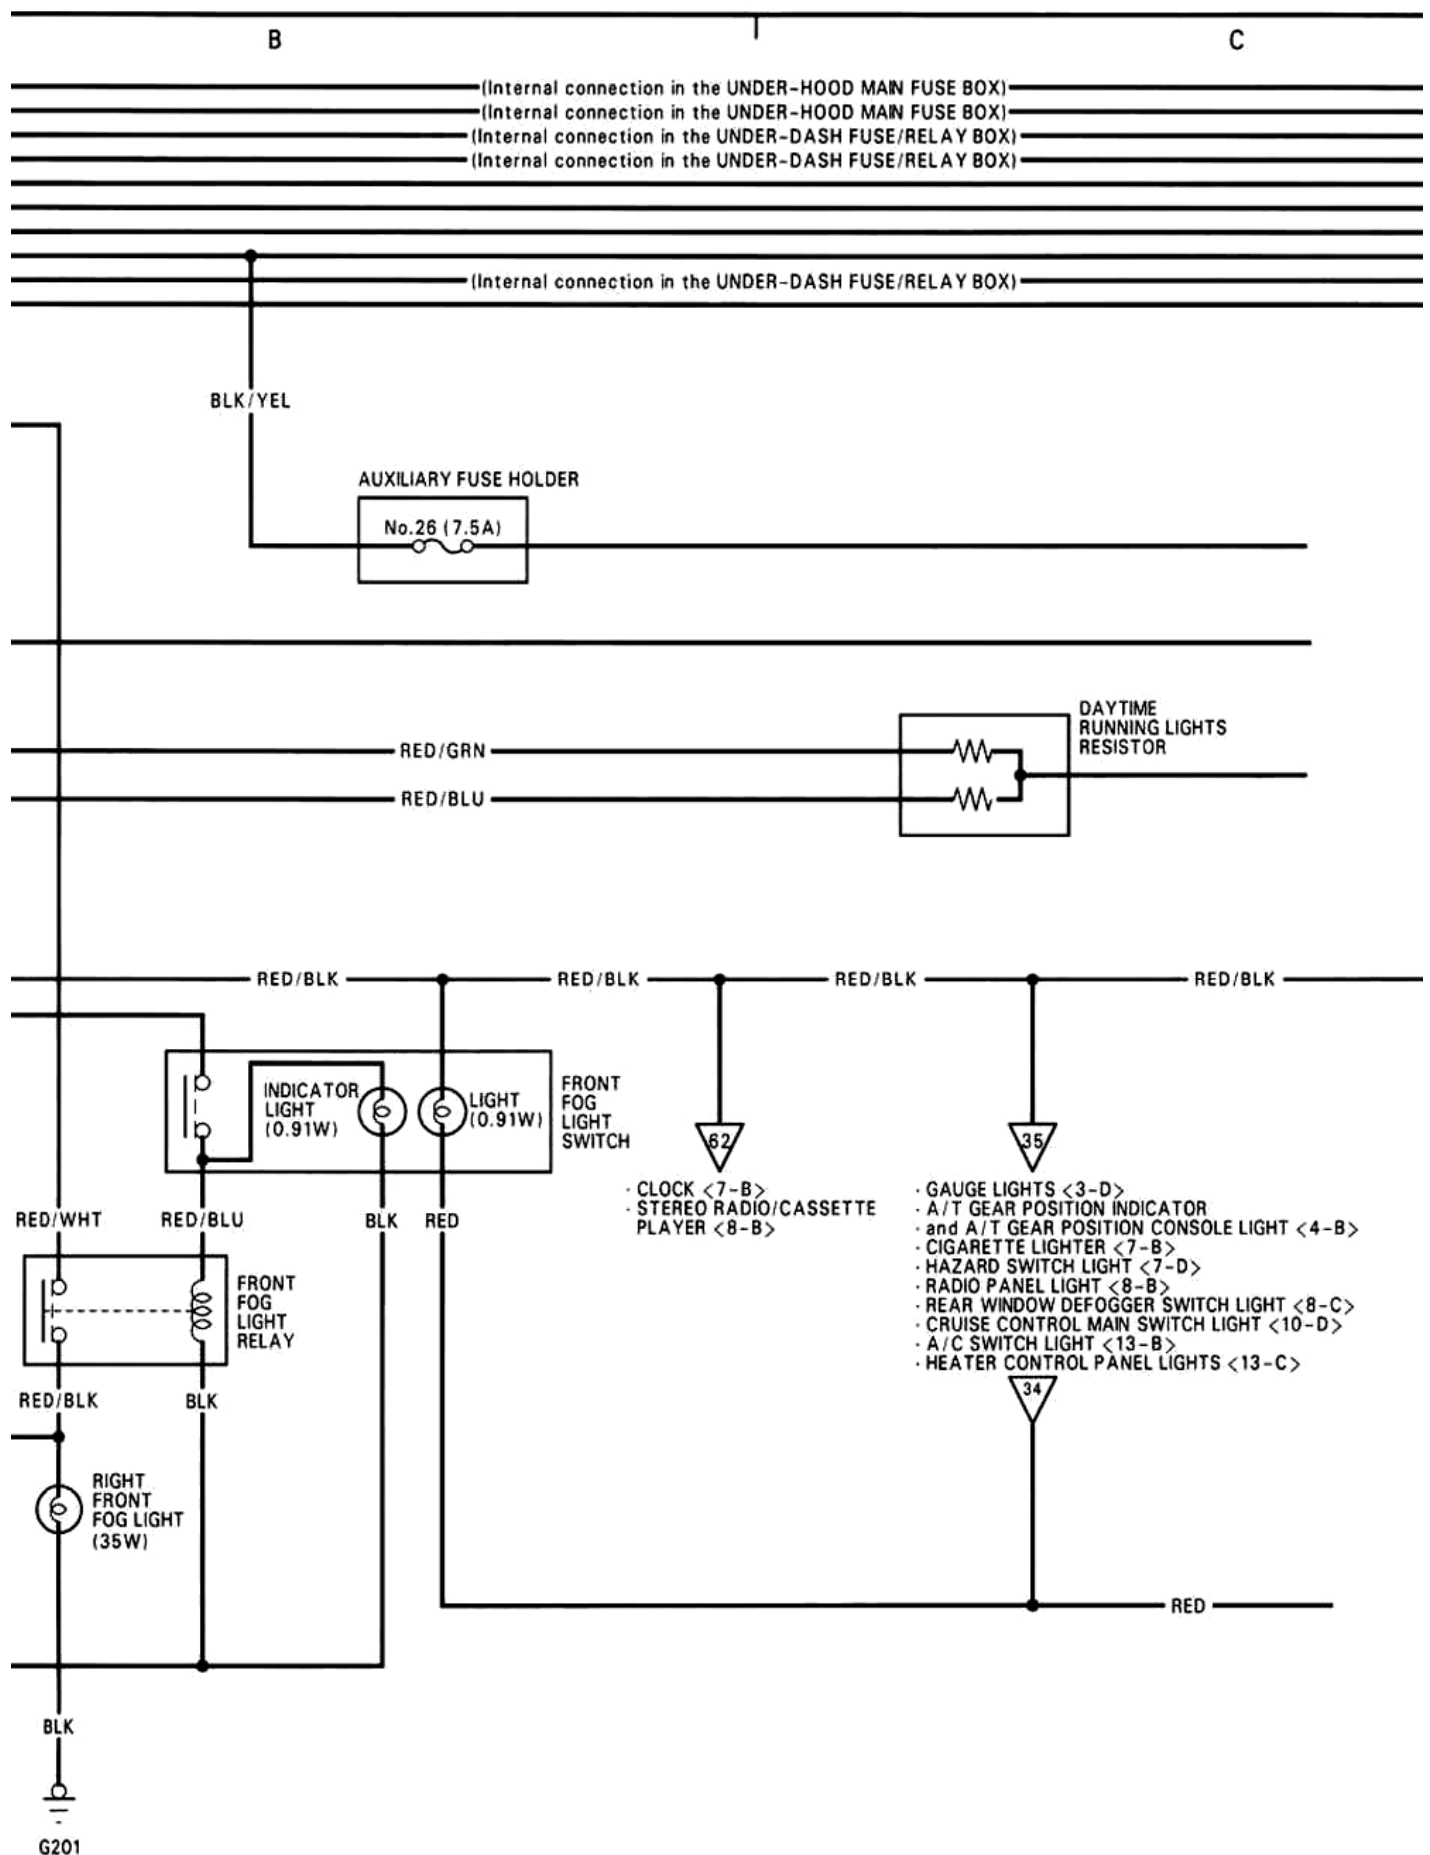 B
C
(Internal connection in the UNDER-HOOD MAIN FUSE BOX)
(Internal connection in the UNDER-HOOD MAIN FUSE BOX)
(Internal connection in the UNDER-DASH FUSE/RELAY BOX)
(Internal connection in the UNDER-DASH FUSE/RELAY BOX)
(Internal connection in the UNDER-DASH FUSE/RELAY BOX)
BLK/YEL
AUXILIARY FUSE HOLDER
No.26 (7.5A)
DAYTIME
RUNNING LIGHTS
RESISTOR
RED/GRN
RED/BLU
RED/BLK
RED/BLK
RED/BLK
RED/BLK
INDICATOR
LIGHT
(0.91W)
LIGHT
(0.91W)
FRONT
FOG
LIGHT
SWITCH
62
35
· CLOCK <7-B>
· STEREO RADIO/CASSETTE
PLAYER <8-B>
· GAUGE LIGHTS <3-D>
· A/T GEAR POSITION INDICATOR
· and A/T GEAR POSITION CONSOLE LIGHT <4-B>
· CIGARETTE LIGHTER <7-B>
· HAZARD SWITCH LIGHT <7-D>
· RADIO PANEL LIGHT <8-B>
· REAR WINDOW DEFOGGER SWITCH LIGHT <8-C>
· CRUISE CONTROL MAIN SWITCH LIGHT <10-D>
· A/C SWITCH LIGHT <13-B>
· HEATER CONTROL PANEL LIGHTS <13-C>
34
RED/WHT
RED/BLU
BLK
RED
FRONT
FOG
LIGHT
RELAY
RED/BLK
BLK
RIGHT
FRONT
FOG LIGHT
(35W)
RED
BLK
G201